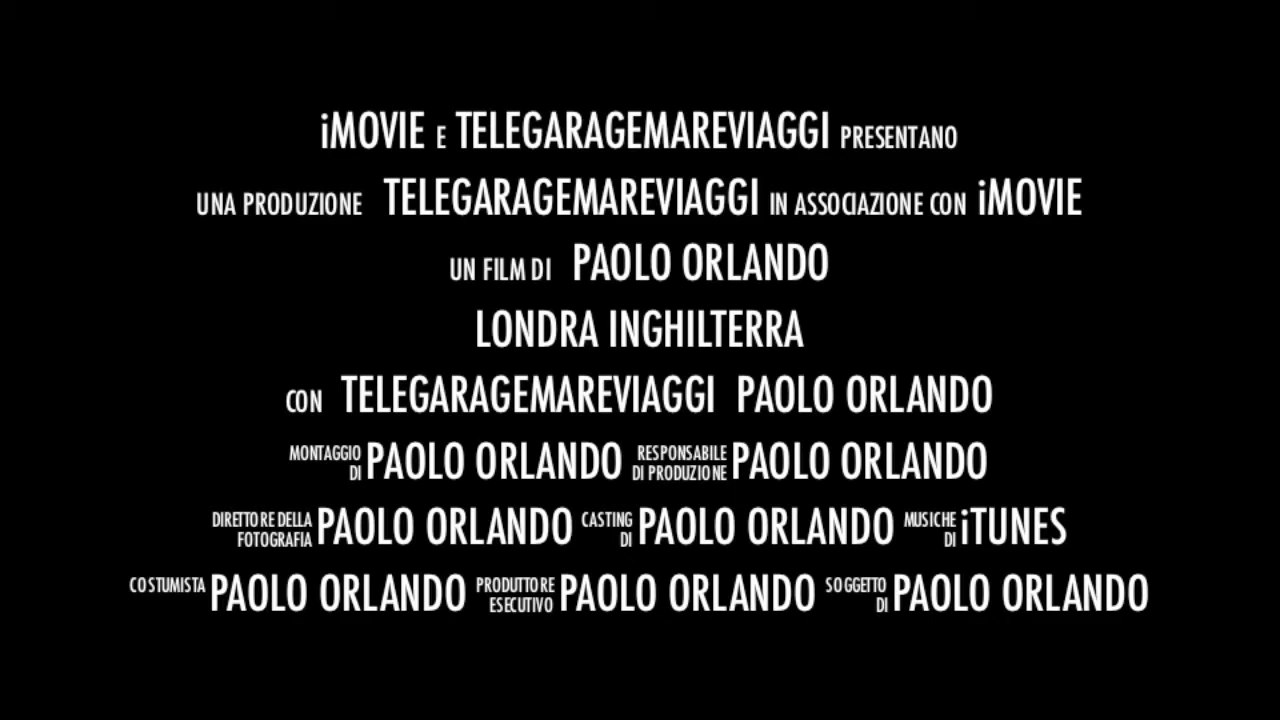 iMOVIE E TELEGARAGEMAREVIAGGI PRESENTANO
UNA PRODUZIONE TELEGARAGEMAREVIAGGI IN ASSOCIAZIONE CON iMOVIE
UN FILM DI PAOLO ORLANDO
LONDRA INGHILTERRA
CON TELEGARAGEMAREVIAGGI PAOLO ORLANDO
MONTAGGIO DI PAOLO ORLANDO RESPONSABILE DI PRODUZIONE PAOLO ORLANDO
DIRETTORE DELLA FOTOGRAFIA PAOLO ORLANDO CASTING DI PAOLO ORLANDO MUSICHE DI iTUNES
COSTUMISTA PAOLO ORLANDO PRODUTTORE ESECUTIVO PAOLO ORLANDO SOGGETTO DI PAOLO ORLANDO